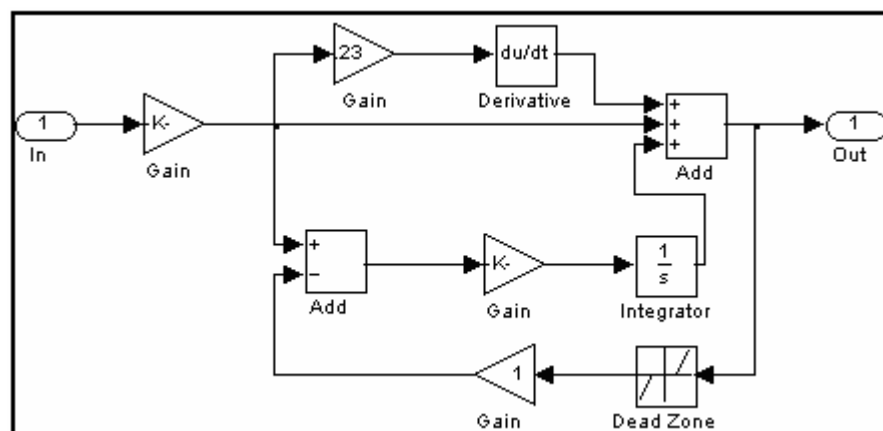 .23
du/dt
Gain
Derivative
1
K-
+
+
+
1
In
Gain
Add
Out
+
−
K-
1
s
Add
Gain
Integrator
1
Gain
Dead Zone